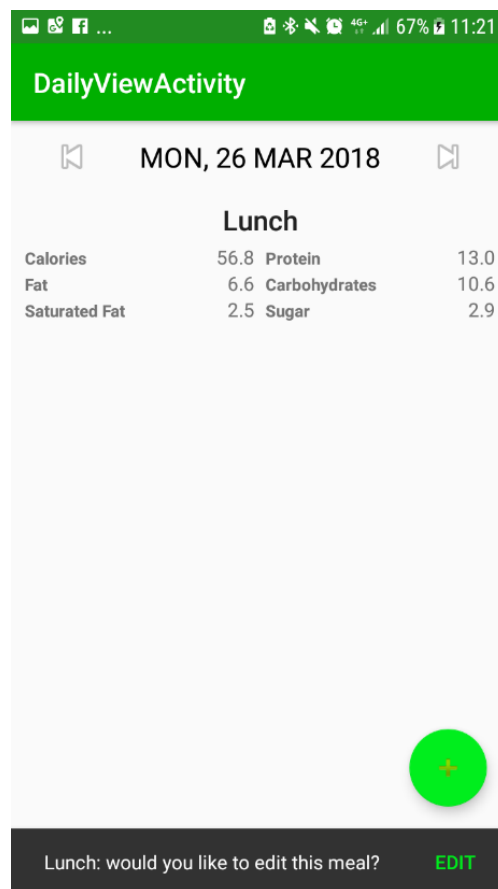 ... 4G+ 67% 11:21
DailyViewActivity
MON, 26 MAR 2018
Lunch
Calories 56.8 Protein 13.0
Fat 6.6 Carbohydrates 10.6
Saturated Fat 2.5 Sugar 2.9
+
Lunch: would you like to edit this meal? EDIT